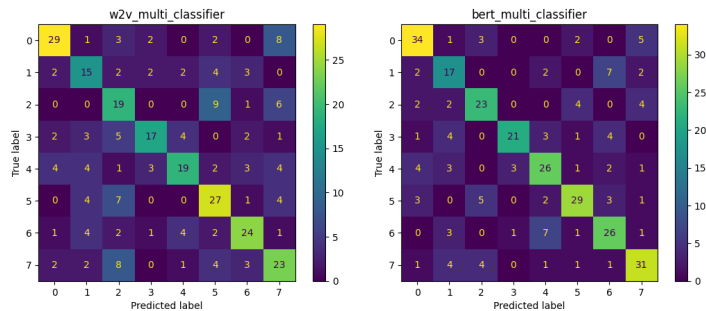 w2v_multi_classifier
True label
0 29 1 3 2 0 2 0 8
1 2 15 2 2 2 4 3 0
2 0 0 19 0 0 9 1 6
3 2 3 5 17 4 0 2 1
4 4 4 1 3 19 2 3 4
5 0 4 7 0 0 27 1 4
6 1 4 2 1 4 2 24 1
7 2 2 8 0 1 4 3 23
0 1 2 3 4 5 6 7
Predicted label
25
20
15
10
5
0
bert_multi_classifier
True label
0 34 1 3 0 0 2 0 5
1 2 17 0 0 2 0 7 2
2 2 2 23 0 0 4 0 4
3 1 4 0 21 3 1 4 0
4 4 3 0 3 26 1 2 1
5 3 0 5 0 2 29 3 1
6 0 3 0 1 7 1 26 1
7 1 4 4 0 1 1 1 31
0 1 2 3 4 5 6 7
Predicted label
30
25
20
15
10
5
0